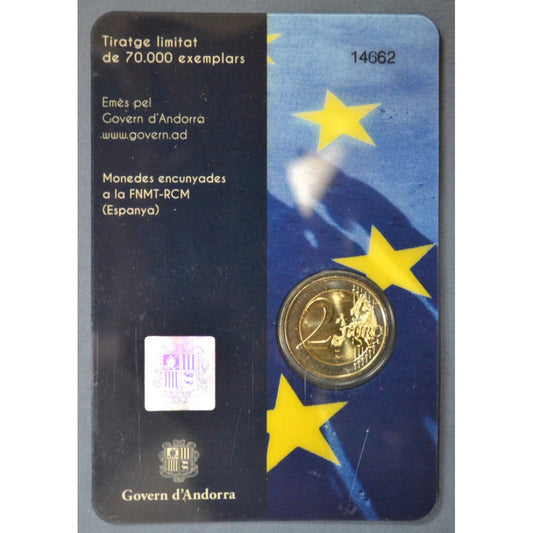 Tiratge limitat
de 70.000 exemplars
14662
Emès pel
Govern d'Andorra
www.govern.ad
Monedes encunyades
a la FNMT-RCM
(Espanya)
2 EURO
Govern d'Andorra